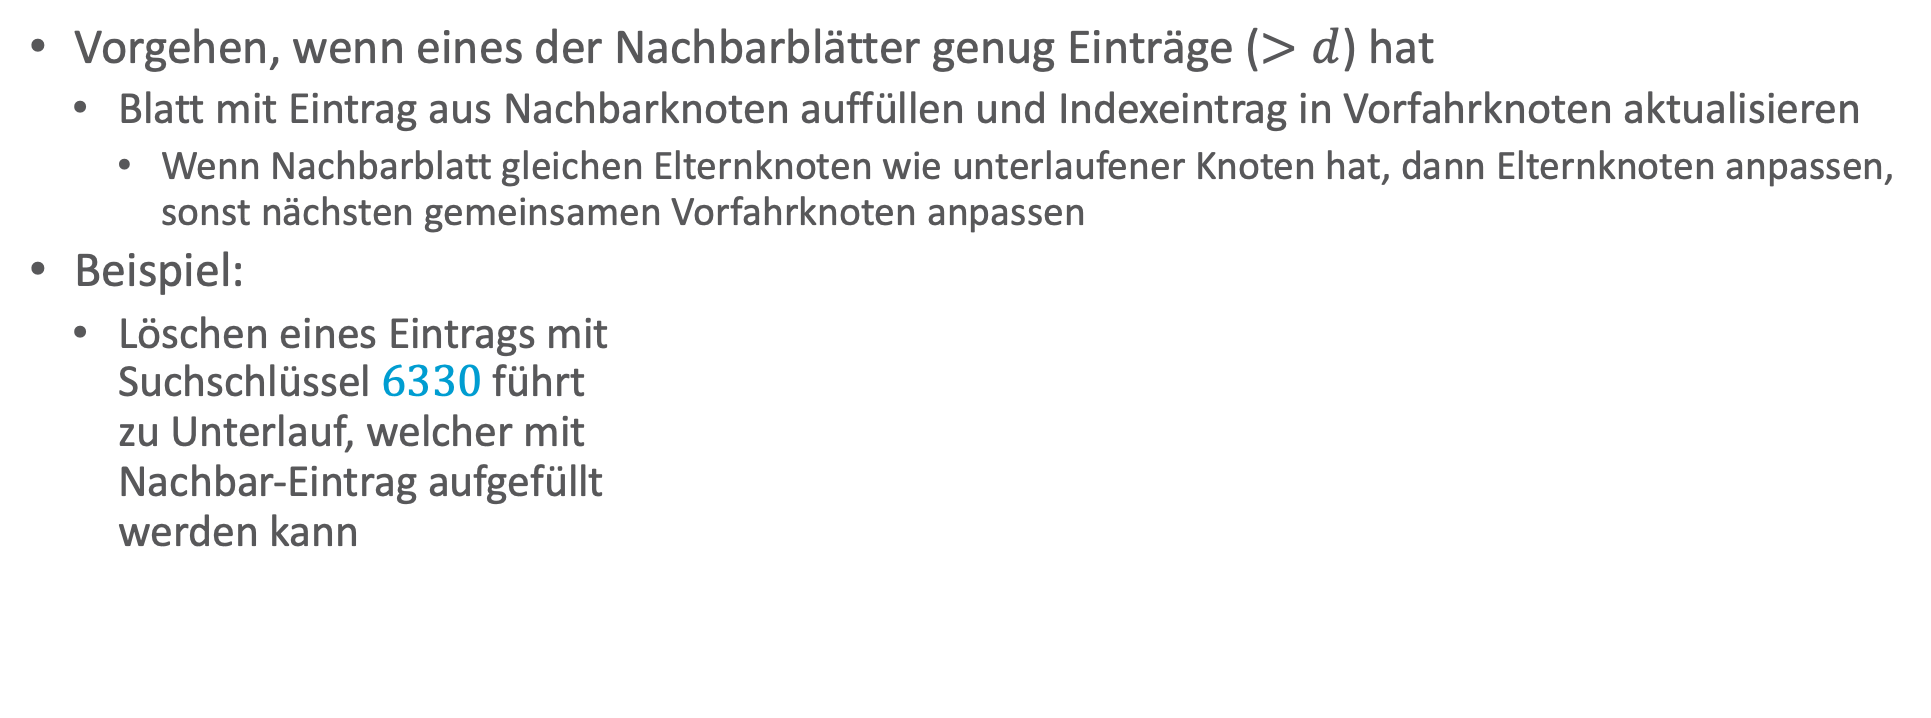 • Vorgehen, wenn eines der Nachbarblätter genug Einträge (> d) hat
• Blatt mit Eintrag aus Nachbarknoten auffüllen und Indexeintrag in Vorfahrknoten aktualisieren
• Wenn Nachbarblatt gleichen Elternknoten wie unterlaufener Knoten hat, dann Elternknoten anpassen,
sonst nächsten gemeinsamen Vorfahrknoten anpassen
• Beispiel:
• Löschen eines Eintrags mit
Suchschlüssel 6330 führt
zu Unterlauf, welcher mit
Nachbar-Eintrag aufgefüllt
werden kann